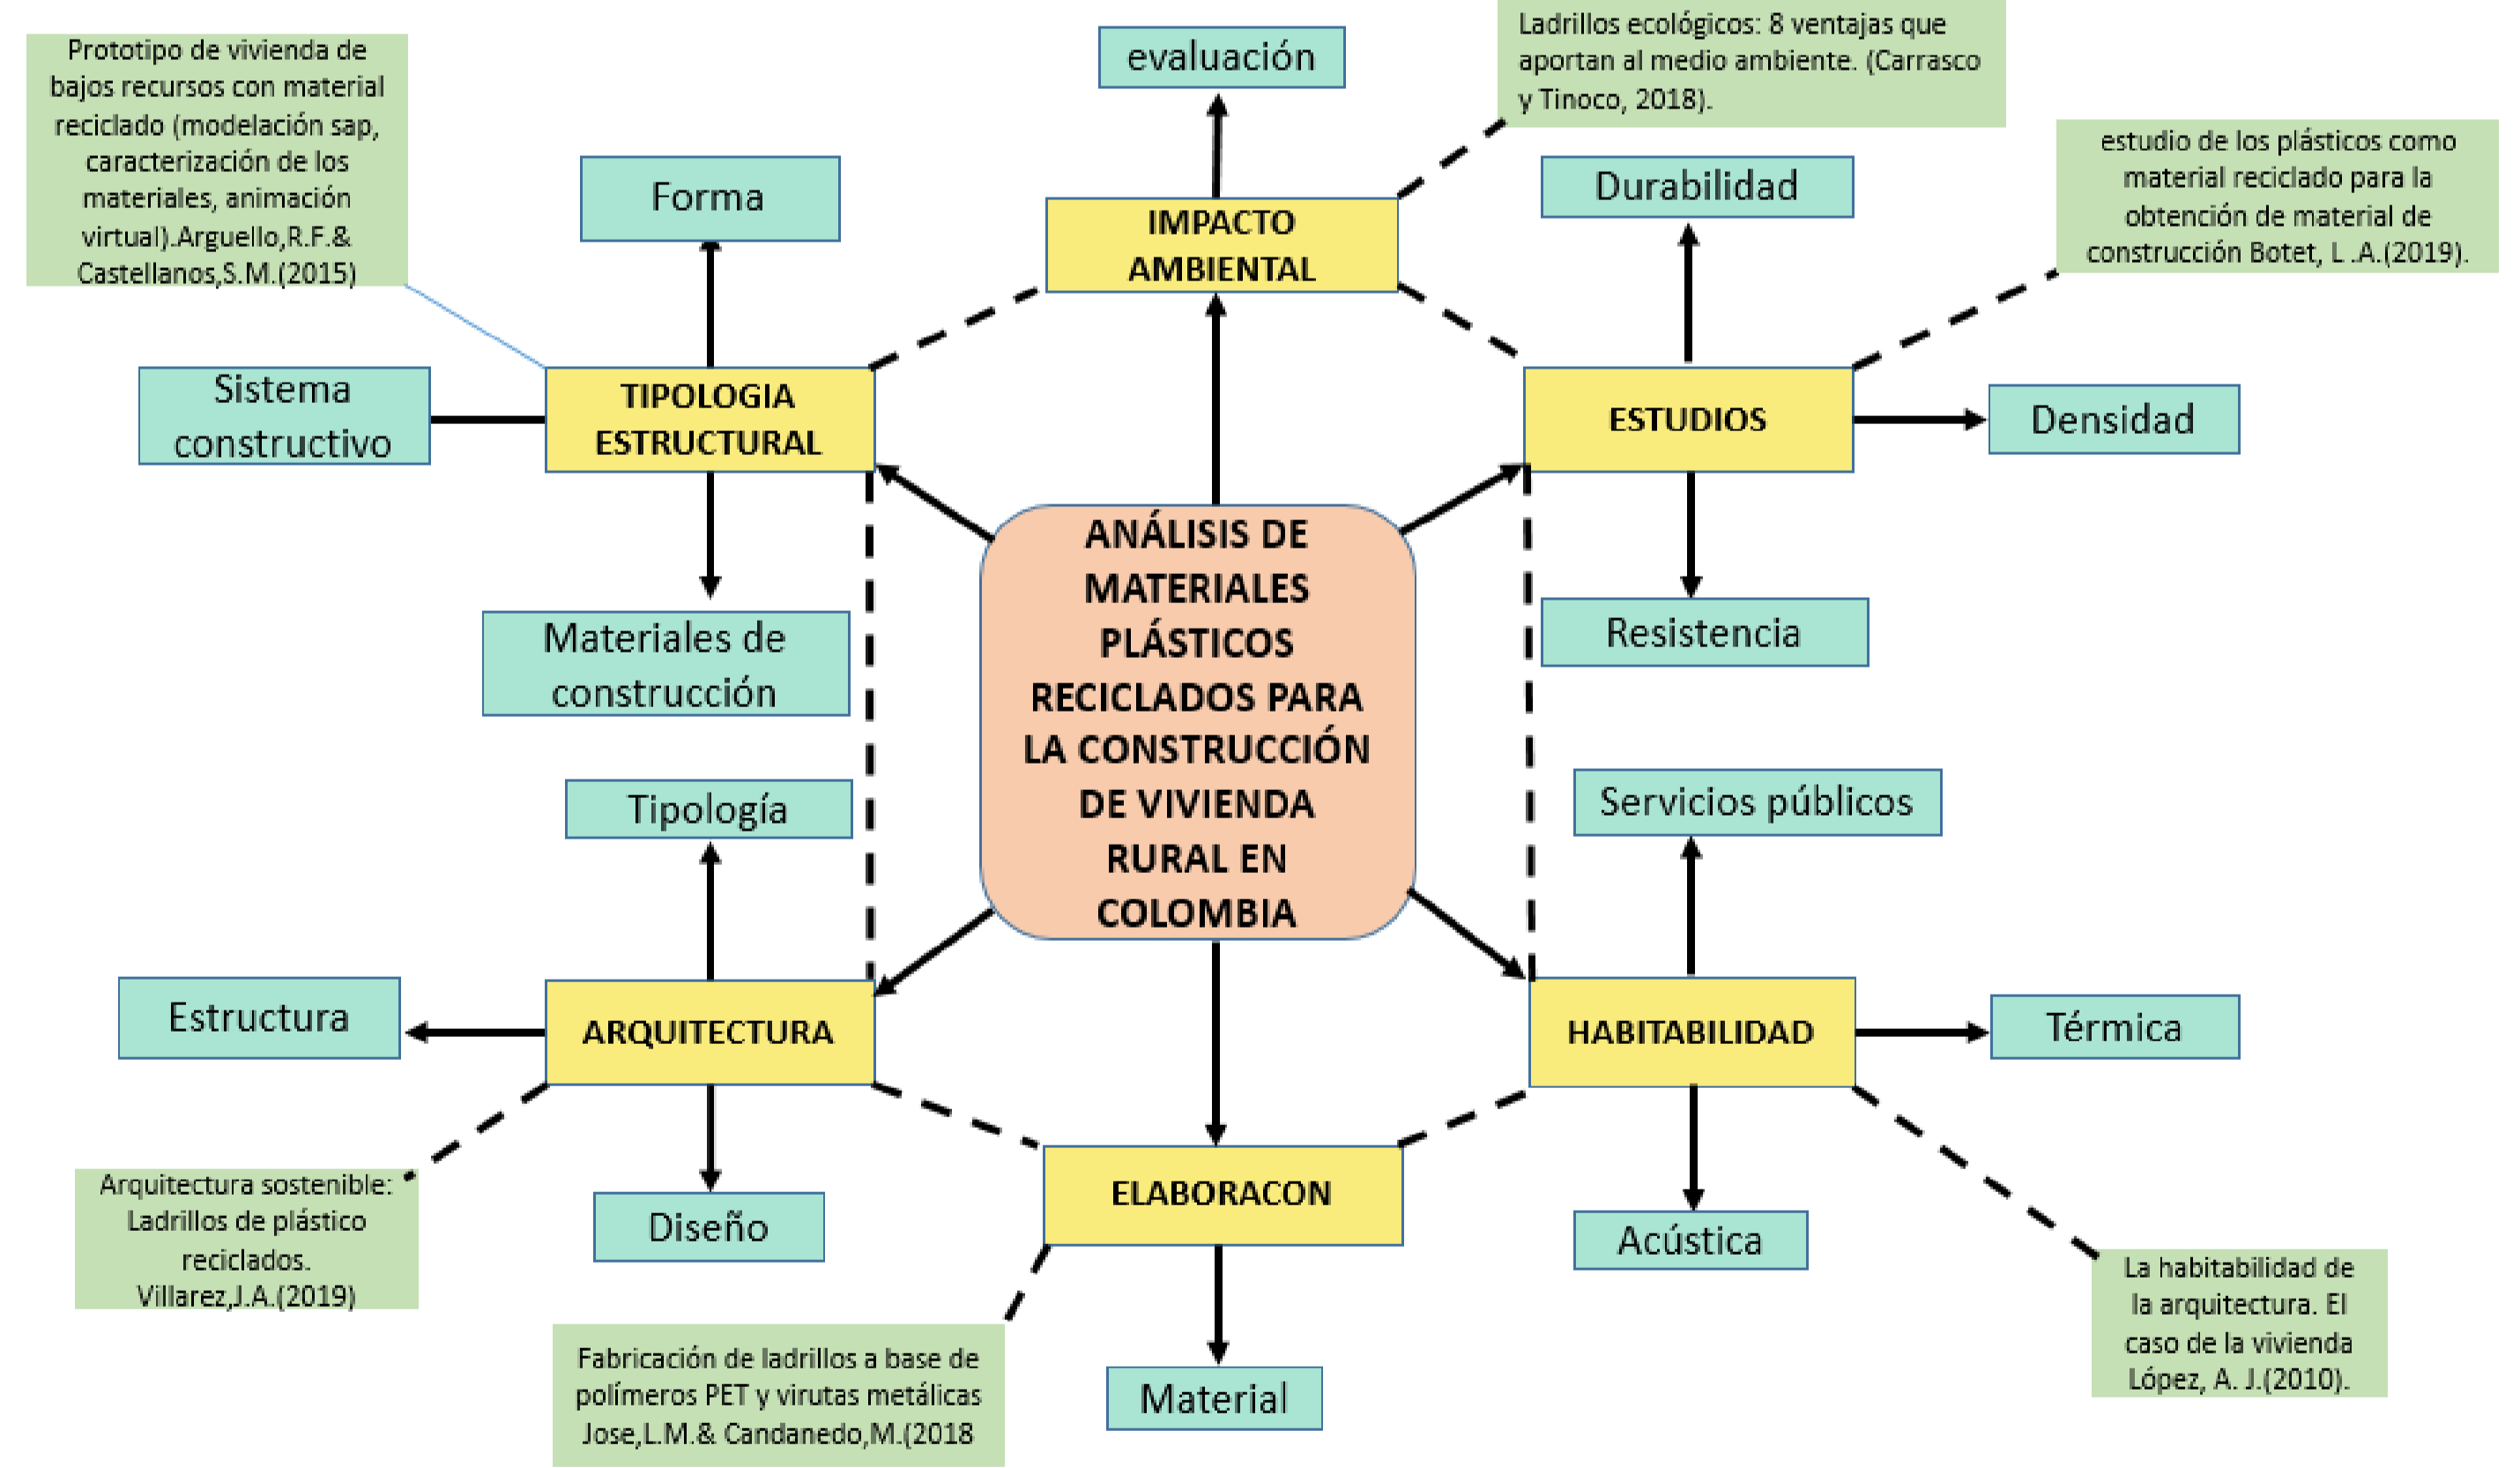 Prototipo de vivienda de
bajos recursos con material
reciclado (modelación sap,
caracterización de los
materiales, animación
virtual).Arguello,R.F.&
Castellanos,S.M.(2015)
evaluación
Ladrillos ecológicos: 8 ventajas que
aportan al medio ambiente. (Carrasco
y Tinoco, 2018).
estudio de los plásticos como
material reciclado para la
obtención de material de
construcción Botet, L .A.(2019).
Forma
Durabilidad
IMPACTO
AMBIENTAL
Sistema
constructivo
TIPOLOGIA
ESTRUCTURAL
ESTUDIOS
Densidad
Materiales de
construcción
Resistencia
ANÁLISIS DE
MATERIALES
PLÁSTICOS
RECICLADOS PARA
LA CONSTRUCCIÓN
DE VIVIENDA
RURAL EN
COLOMBIA
Tipología
Servicios públicos
Estructura
ARQUITECTURA
HABITABILIDAD
Térmica
Arquitectura sostenible:
Ladrillos de plástico
reciclados.
Villarez,J.A.(2019)
Diseño
ELABORACON
Acústica
La habitabilidad de
la arquitectura. El
caso de la vivienda
López, A. J.(2010).
Fabricación de ladrillos a base de
polímeros PET y virutas metálicas
Jose,L.M.& Candanedo,M.(2018
Material